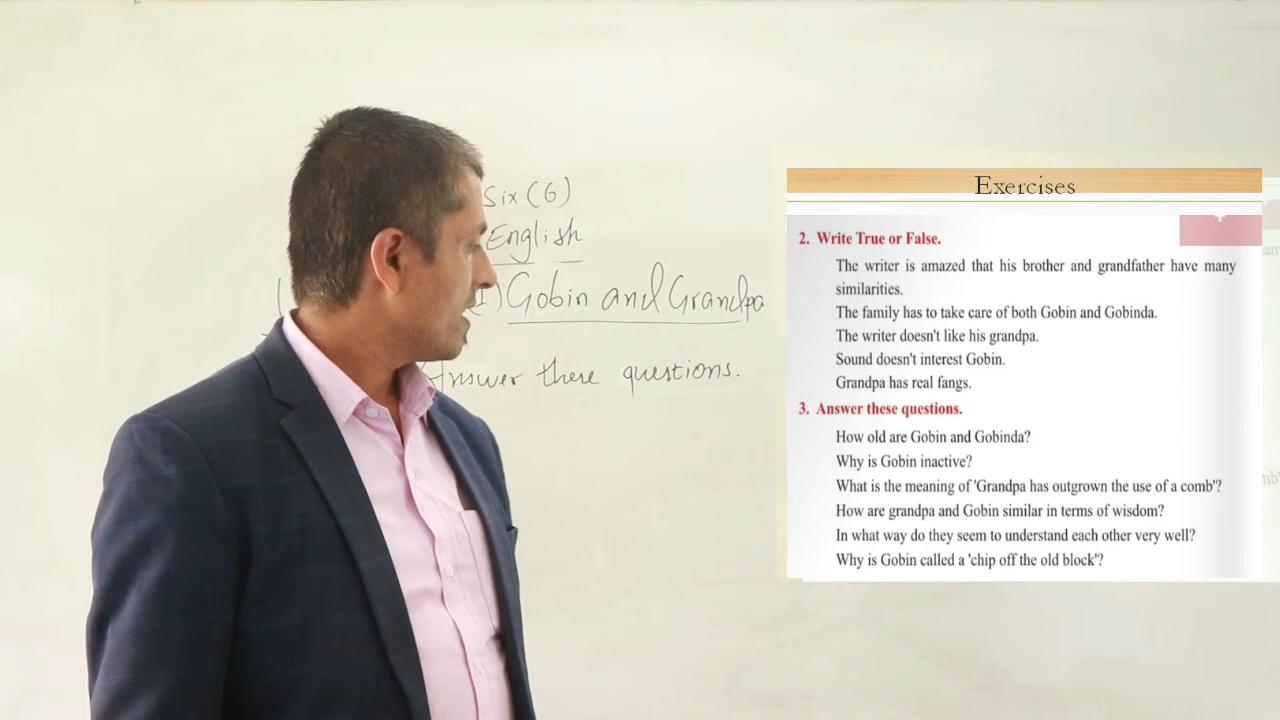 Six (6)
English
Gobin and Grandpa
Answer these questions.
Exercises
2. Write True or False.
The writer is amazed that his brother and grandfather have many
similarities.
The family has to take care of both Gobin and Gobinda.
The writer doesn't like his grandpa.
Sound doesn't interest Gobin.
Grandpa has real fangs.
3. Answer these questions.
How old are Gobin and Gobinda?
Why is Gobin inactive?
What is the meaning of 'Grandpa has outgrown the use of a comb'?
How are grandpa and Gobin similar in terms of wisdom?
In what way do they seem to understand each other very well?
Why is Gobin called a 'chip off the old block'?